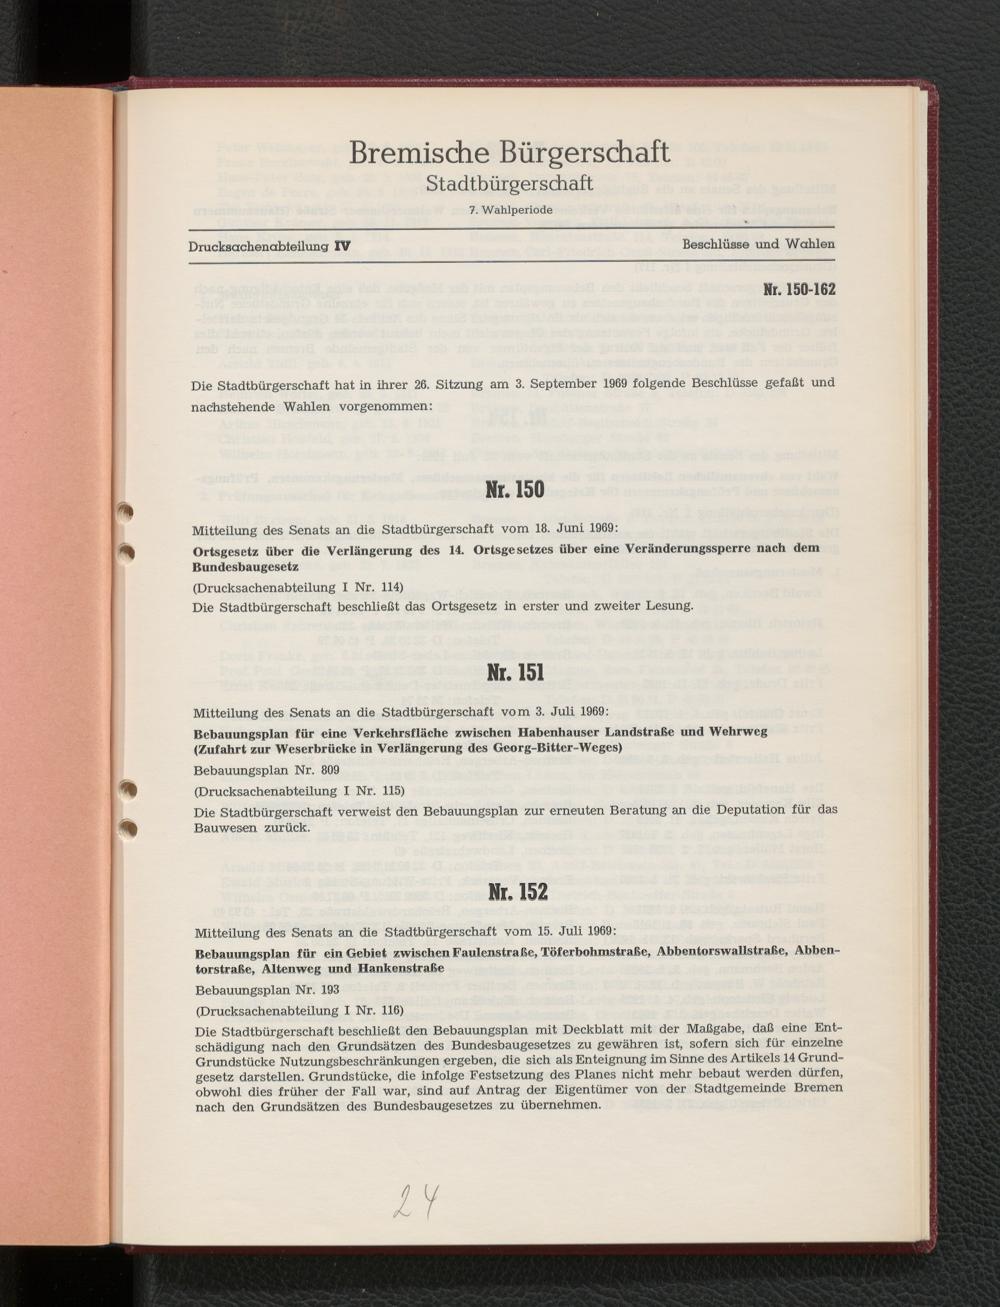 Bremische Bürgerschaft
Stadtbürgerschaft
7. Wahlperiode
Drucksachenabteilung IV Beschlüsse und Wahlen
Nr. 150-162
Die Stadtbürgerschaft hat in ihrer 26. Sitzung am 3. September 1969 folgende Beschlüsse gefaßt und
nachstehende Wahlen vorgenommen:
Nr. 150
Mitteilung des Senats an die Stadtbürgerschaft vom 18. Juni 1969:
Ortsgesetz über die Verlängerung des 14. Ortsgesetzes über eine Veränderungssperre nach dem
Bundesbaugesetz
(Drucksachenabteilung I Nr. 114)
Die Stadtbürgerschaft beschließt das Ortsgesetz in erster und zweiter Lesung.
Nr. 151
Mitteilung des Senats an die Stadtbürgerschaft vom 3. Juli 1969:
Bebauungsplan für eine Verkehrsfläche zwischen Habenhauser Landstraße und Wehrweg
(Zufahrt zur Weserbrücke in Verlängerung des Georg-Bitter-Weges)
Bebauungsplan Nr. 809
(Drucksachenabteilung I Nr. 115)
Die Stadtbürgerschaft verweist den Bebauungsplan zur erneuten Beratung an die Deputation für das
Bauwesen zurück.
Nr. 152
Mitteilung des Senats an die Stadtbürgerschaft vom 15. Juli 1969:
Bebauungsplan für ein Gebiet zwischen Faulenstraße, Töferbohmstraße, Abbentorswallstraße, Abben-
torstraße, Altenweg und Hankenstraße
Bebauungsplan Nr. 193
(Drucksachenabteilung I Nr. 116)
Die Stadtbürgerschaft beschließt den Bebauungsplan mit Deckblatt mit der Maßgabe, daß eine Ent-
schädigung nach den Grundsätzen des Bundesbaugesetzes zu gewähren ist, sofern sich für einzelne
Grundstücke Nutzungsbeschränkungen ergeben, die sich als Enteignung im Sinne des Artikels 14 Grund-
gesetz darstellen. Grundstücke, die infolge Festsetzung des Planes nicht mehr bebaut werden dürfen,
obwohl dies früher der Fall war, sind auf Antrag der Eigentümer von der Stadtgemeinde Bremen
nach den Grundsätzen des Bundesbaugesetzes zu übernehmen.
24